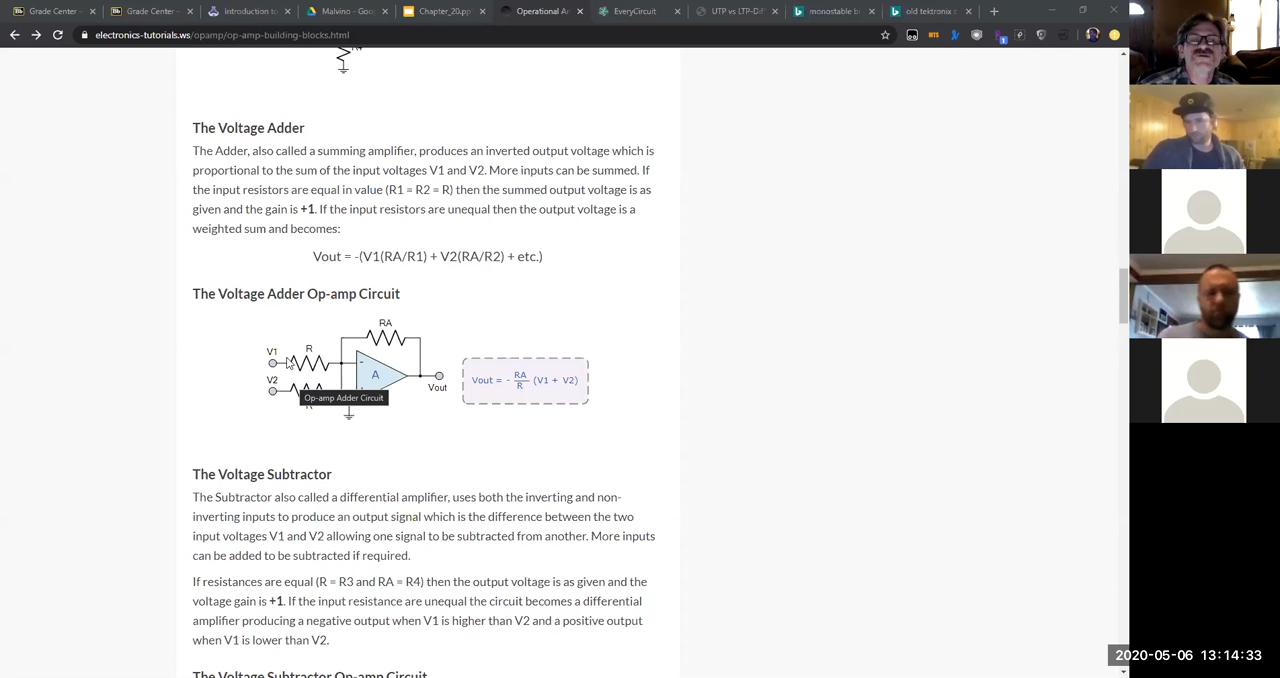 Grade Center -
Grade Center -
introduction to
Malvino - Goo
Chapter_20.pp
Operational A
EveryCircuit
UTP vs LTP-Dif
monostable b
old tektronix c
electronics-tutorials.ws/opamp/op-amp-building-blocks.html
The Voltage Adder
The Adder, also called a summing amplifier, produces an inverted output voltage which is
proportional to the sum of the input voltages V1 and V2. More inputs can be summed. If
the input resistors are equal in value (R1 = R2 = R) then the summed output voltage is as
given and the gain is +1. If the input resistors are unequal then the output voltage is a
weighted sum and becomes:
Vout = -(V1(RA/R1) + V2(RA/R2) + etc.)
The Voltage Adder Op-amp Circuit
RA
V1
R
V2
A
Vout
Op-amp Adder Circuit
Vout = - RA/R (V1 + V2)
The Voltage Subtractor
The Subtractor also called a differential amplifier, uses both the inverting and non-
inverting inputs to produce an output signal which is the difference between the two
input voltages V1 and V2 allowing one signal to be subtracted from another. More inputs
can be added to be subtracted if required.
If resistances are equal (R = R3 and RA = R4) then the output voltage is as given and the
voltage gain is +1. If the input resistance are unequal the circuit becomes a differential
amplifier producing a negative output when V1 is higher than V2 and a positive output
when V1 is lower than V2.
The Voltage Subtractor Op-amp Circuit
2020-05-06 13:14:33